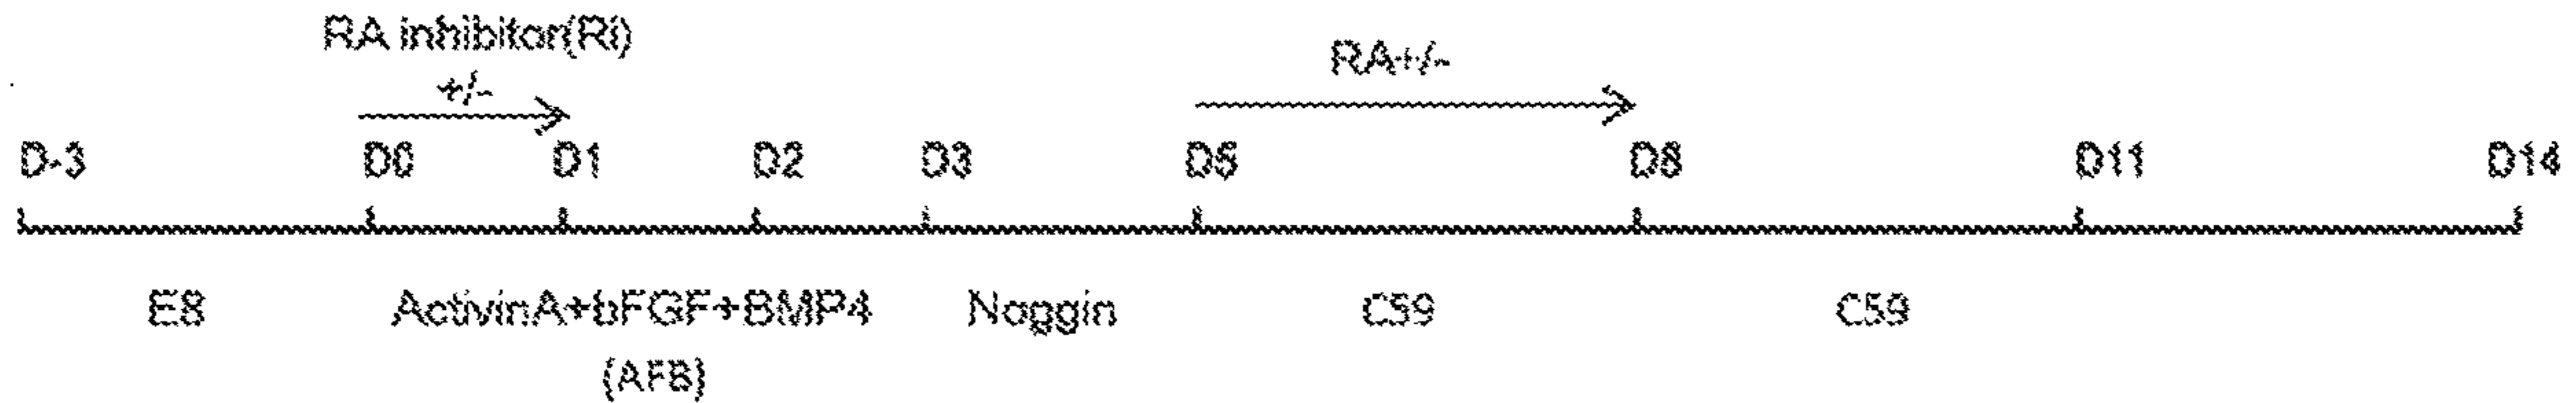 RA inhibitor(Ri)
+/-
RA+/-
D-3 D0 D1 D2 D3 D5 D8 D11 D14
E8 ActivinA+bFGF+BMP4 Noggin C59 C59
(AFB)